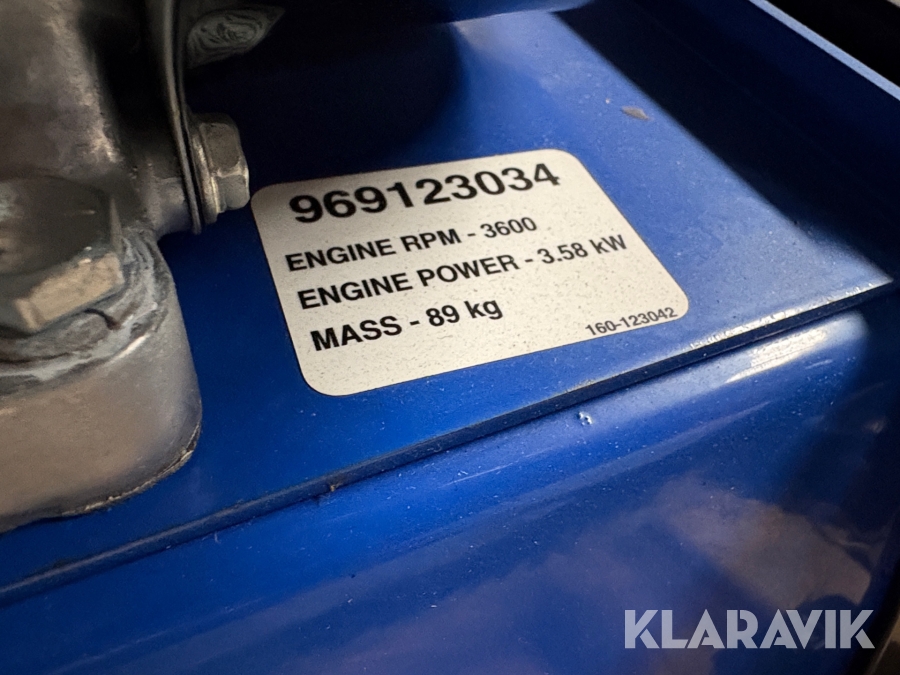 969123034
ENGINE RPM - 3600
ENGINE POWER - 3.58 kW
MASS - 89 kg
160-123042
KLARAVIK